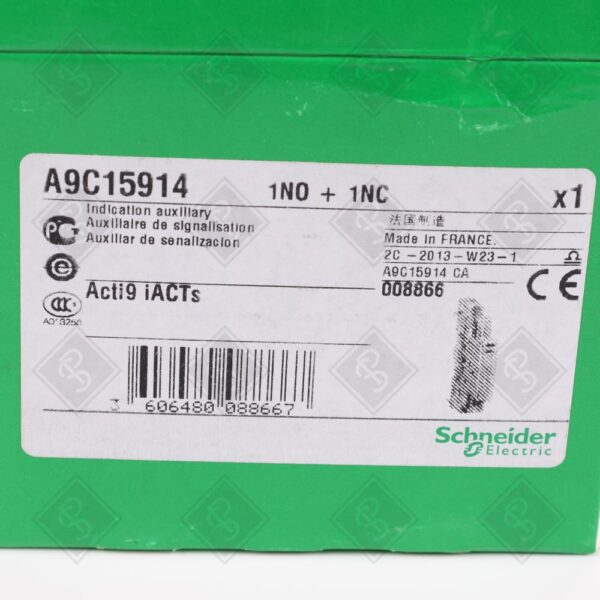 A9C15914 1NO + 1NC x1
Indication auxiliary
Auxiliaire de signalisation
Auxiliar de senalizacion
法国制造
Made in FRANCE.
2C -2013-W23-1
A9C15914 CA
008866
CE
Acti9 iACTs
3 606480 088667
Schneider
Electric